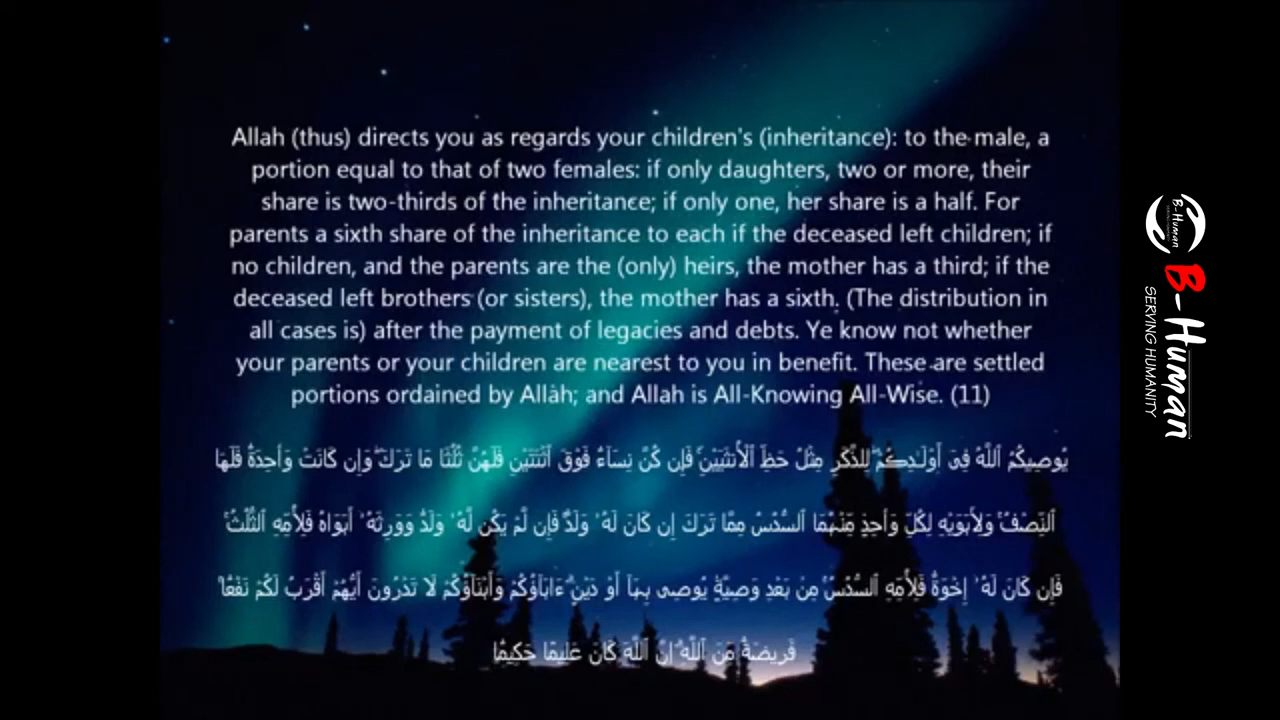 Allah (thus) directs you as regards your children's (inheritance): to the male, a
portion equal to that of two females: if only daughters, two or more, their
share is two-thirds of the inheritance; if only one, her share is a half. For
parents a sixth share of the inheritance to each if the deceased left children; if
no children, and the parents are the (only) heirs, the mother has a third; if the
deceased left brothers (or sisters), the mother has a sixth. (The distribution in
all cases is) after the payment of legacies and debts. Ye know not whether
your parents or your children are nearest to you in benefit. These are settled
portions ordained by Allah; and Allah is All-Knowing All-Wise. (11)
يُوصِيكُمُ ٱللَّهُ فِىٓ أَوْلَـٰدِڪُمۡ‌ۖ لِلذَّكَرِ مِثۡلُ حَظِّ ٱلۡأُنثَيَيۡنِ‌ۚ فَإِن كُنَّ نِسَآءً فَوۡقَ ٱثۡنَتَيۡنِ فَلَهُنَّ ثُلُثَا مَا تَرَكَ‌ۖ وَإِن كَانَتۡ وَٲحِدَةً فَلَهَا
ٱلنِّصۡفُ‌ۚ وَلِأَبَوَيۡهِ لِكُلِّ وَٲحِدٍ مِّنۡہُمَا ٱلسُّدُسُ مِمَّا تَرَكَ إِن كَانَ لَهُ ۥ وَلَدٌ‌ۚ فَإِن لَّمۡ يَكُن لَّهُ ۥ وَلَدٌ وَوَرِثَهُ ۥۤ أَبَوَاهُ فَلِأُمِّهِ ٱلثُّلُثُ‌ۚ
فَإِن كَانَ لَهُ ۥۤ إِخۡوَةٌ فَلِأُمِّهِ ٱلسُّدُسُ‌ۚ مِنۢ بَعۡدِ وَصِيَّةٍ يُوصِى بِہَآ أَوۡ دَيۡنٍ‌ۗ ءَابَآؤُكُمۡ وَأَبۡنَآؤُكُمۡ لَا تَدۡرُونَ أَيُّهُمۡ أَقۡرَبُ لَكُمۡ نَفۡعًا‌ۚ
فَرِيضَةً مِّنَ ٱللَّهِ‌ۗ إِنَّ ٱللَّهَ كَانَ عَلِيمًا حَكِيمًا
B-Human
B-Human
SERVING HUMANITY